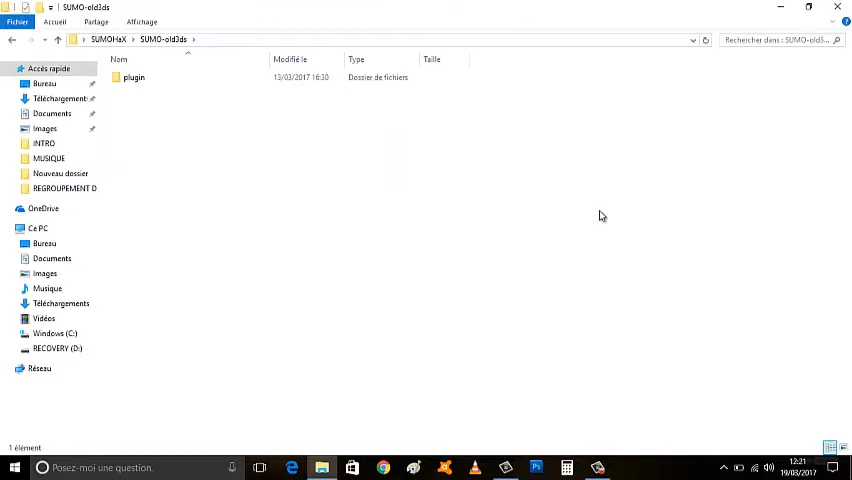 SUMO-old3ds
Fichier Accueil Partage Affichage
SUMOHaX SUMO-old3ds
Rechercher dans : SUMO-old3...
Nom Modifié le Type Taille
plugin 13/03/2017 16:30 Dossier de fichiers
Accès rapide
Bureau
Téléchargement:
Documents
Images
INTRO
MUSIQUE
Nouveau dossier
REGROUPEMENT D
OneDrive
Ce PC
Bureau
Documents
Images
Musique
Téléchargements
Vidéos
Windows (C:)
RECOVERY (D:)
Réseau
1 élément
Posez-moi une question.
Ps
12:21
19/03/2017